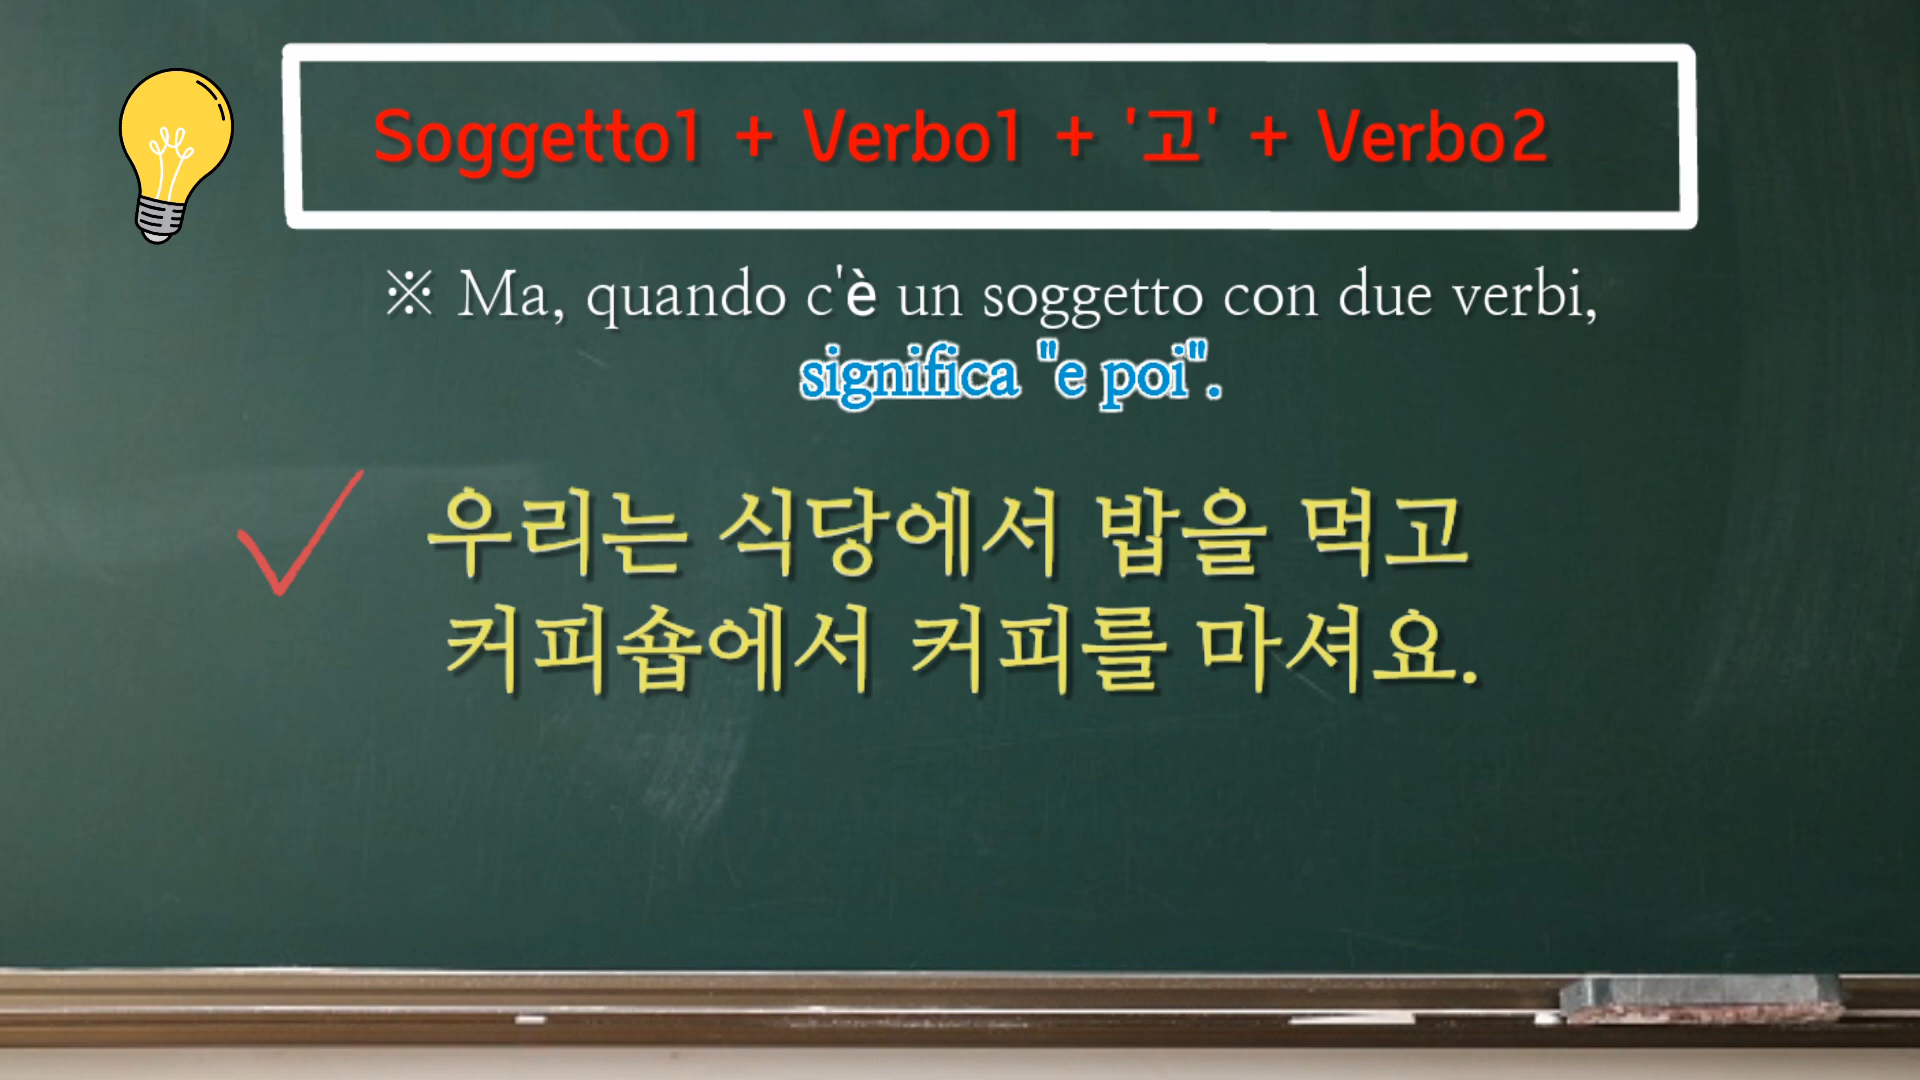 Soggetto1 + Verbo1 + '고' + Verbo2
※ Ma, quando c'è un soggetto con due verbi,
significa "e poi".
우리는 식당에서 밥을 먹고
커피숍에서 커피를 마셔요.